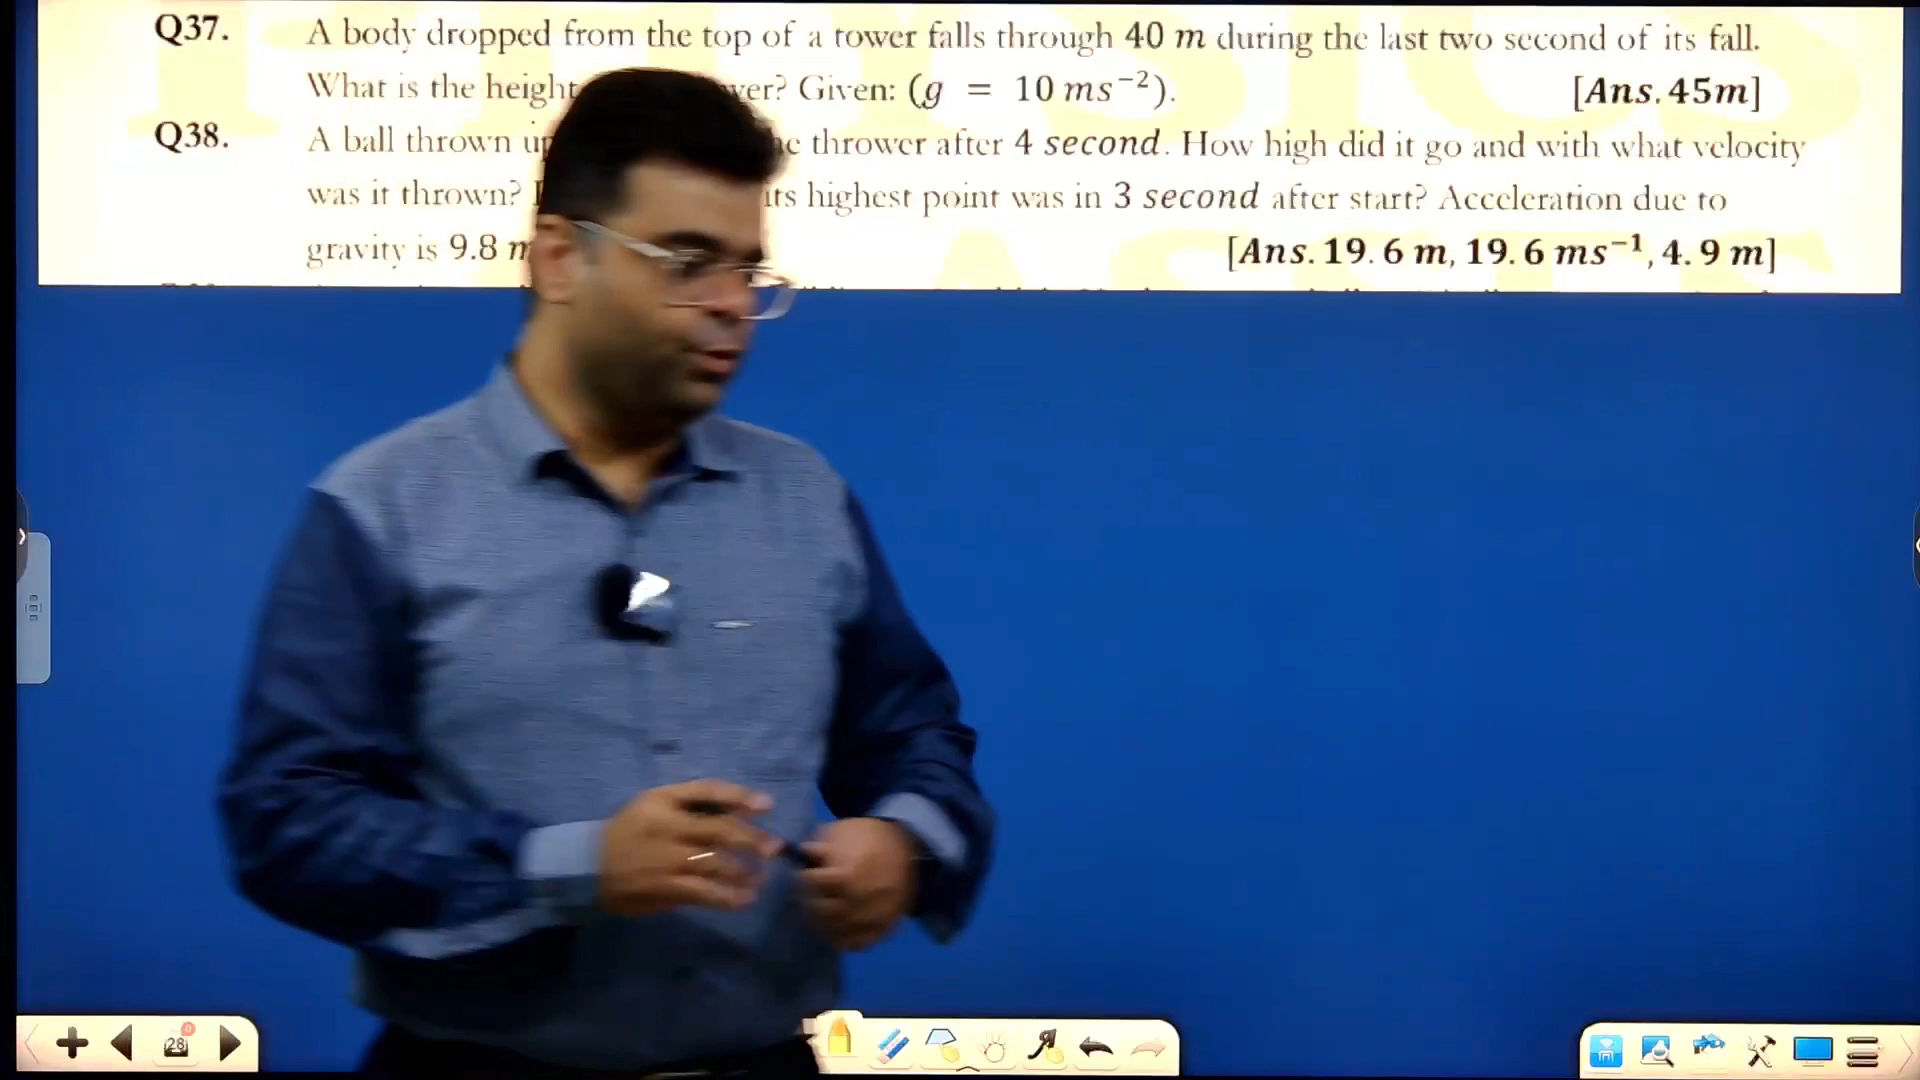 Q37. A body dropped from the top of a tower falls through 40 m during the last two second of its fall.
What is the height ? Given: (g = 10 ms⁻²). [Ans. 45m]
Q38. A ball thrown thrower after 4 second. How high did it go and with what velocity
was it thrown? its highest point was in 3 second after start? Acceleration due to
gravity is 9.8 [Ans. 19. 6 m, 19. 6 ms⁻¹, 4. 9 m]
28
0